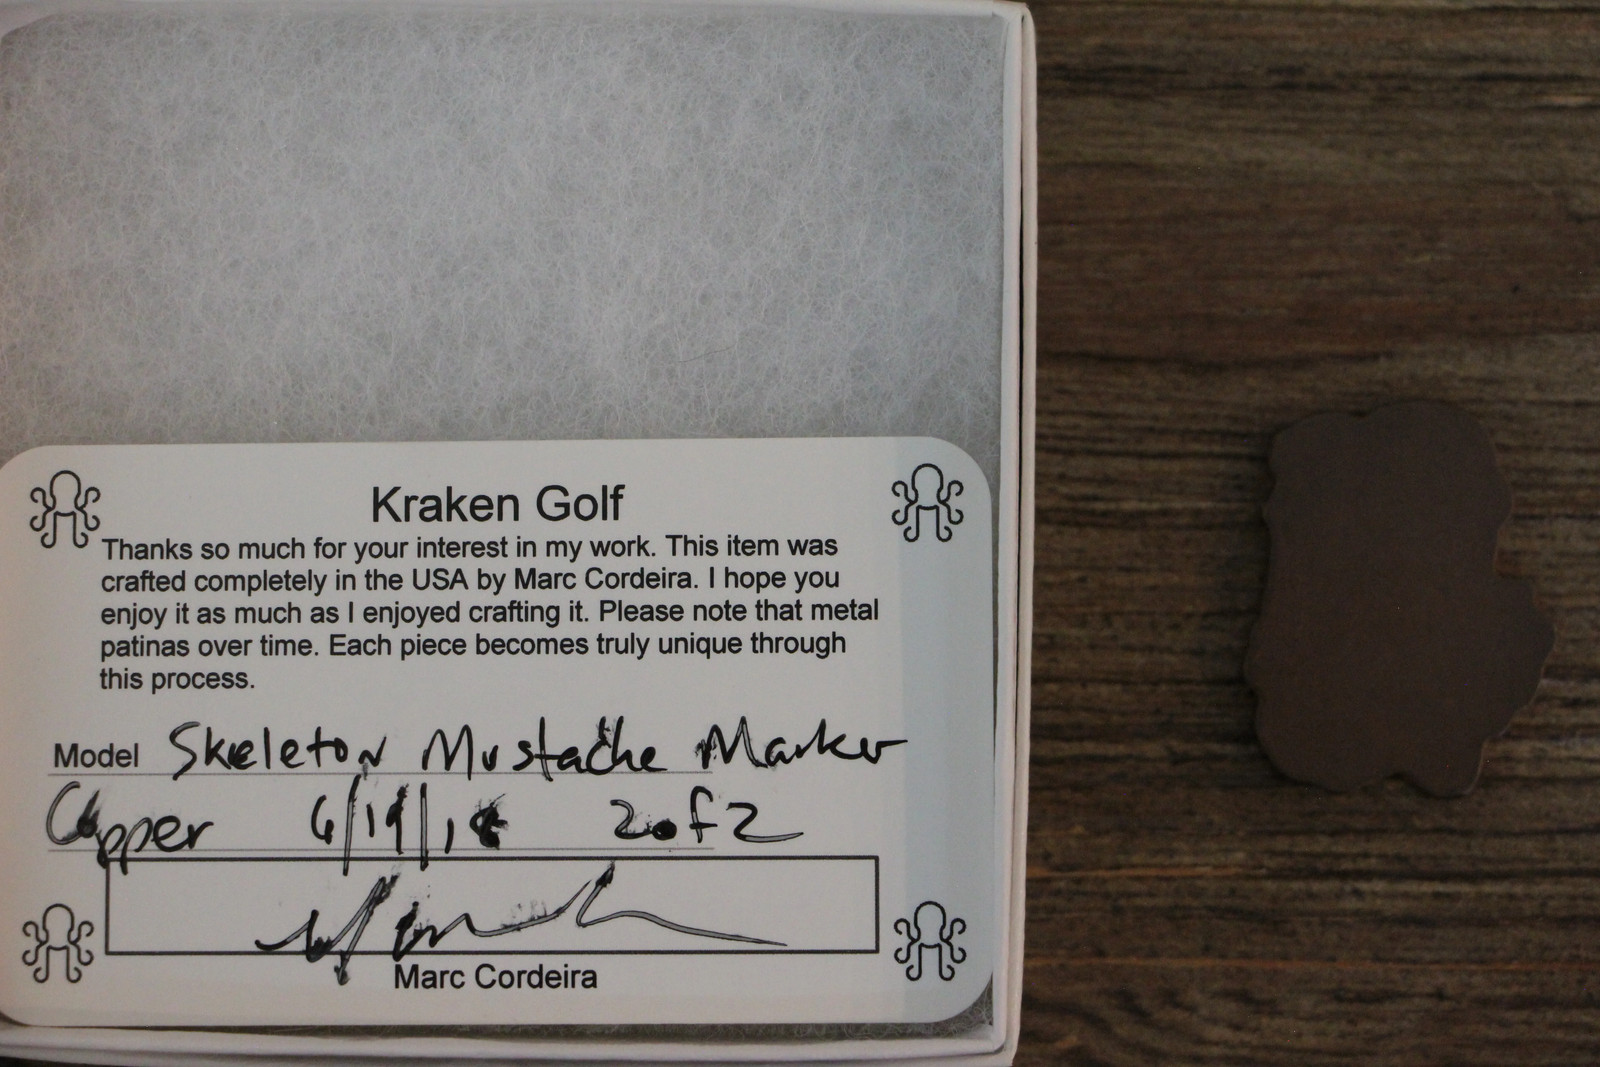 Kraken Golf
Thanks so much for your interest in my work. This item was
crafted completely in the USA by Marc Cordeira. I hope you
enjoy it as much as I enjoyed crafting it. Please note that metal
patinas over time. Each piece becomes truly unique through
this process.
Model Skeleton Mustache Marker
Copper 6/19/18 2 of 2
Marc Cordeira